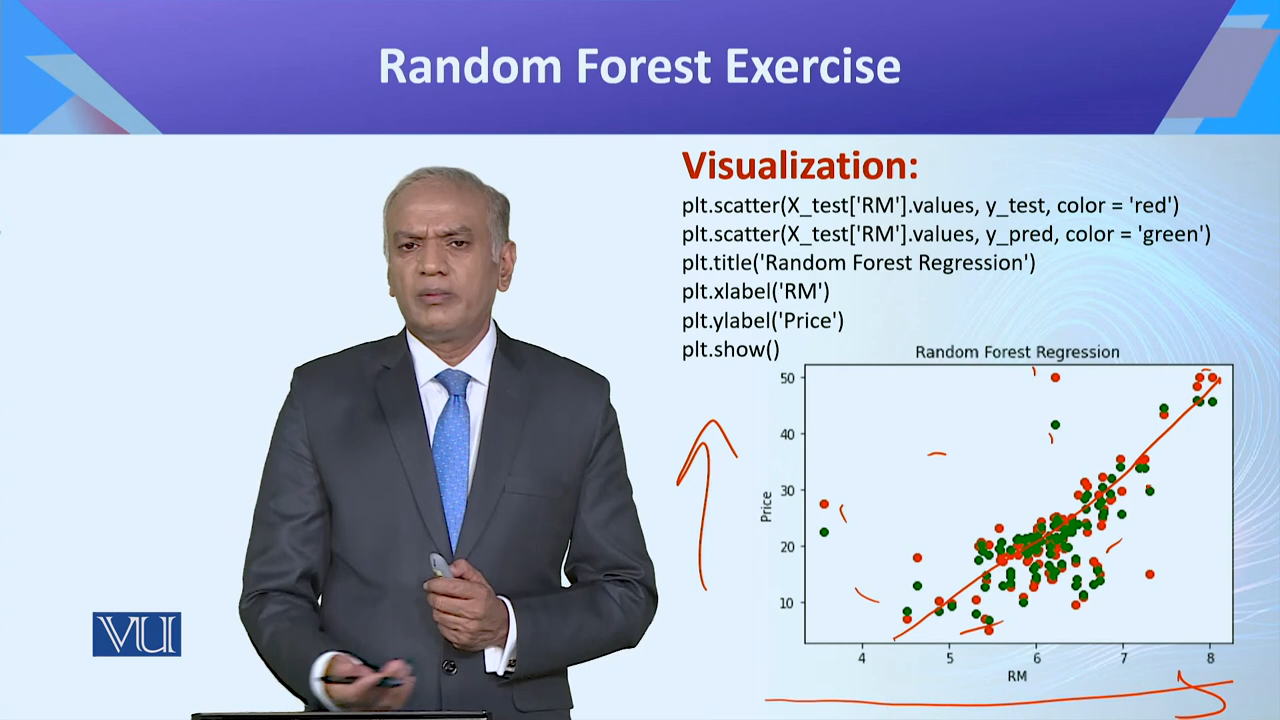 Random Forest Exercise
Visualization:
plt.scatter(X_test['RM'].values, y_test, color = 'red')
plt.scatter(X_test['RM'].values, y_pred, color = 'green')
plt.title('Random Forest Regression')
plt.xlabel('RM')
plt.ylabel('Price')
plt.show()
Random Forest Regression
50
40
30
20
10
Price
4 5 6 7 8
RM
VU